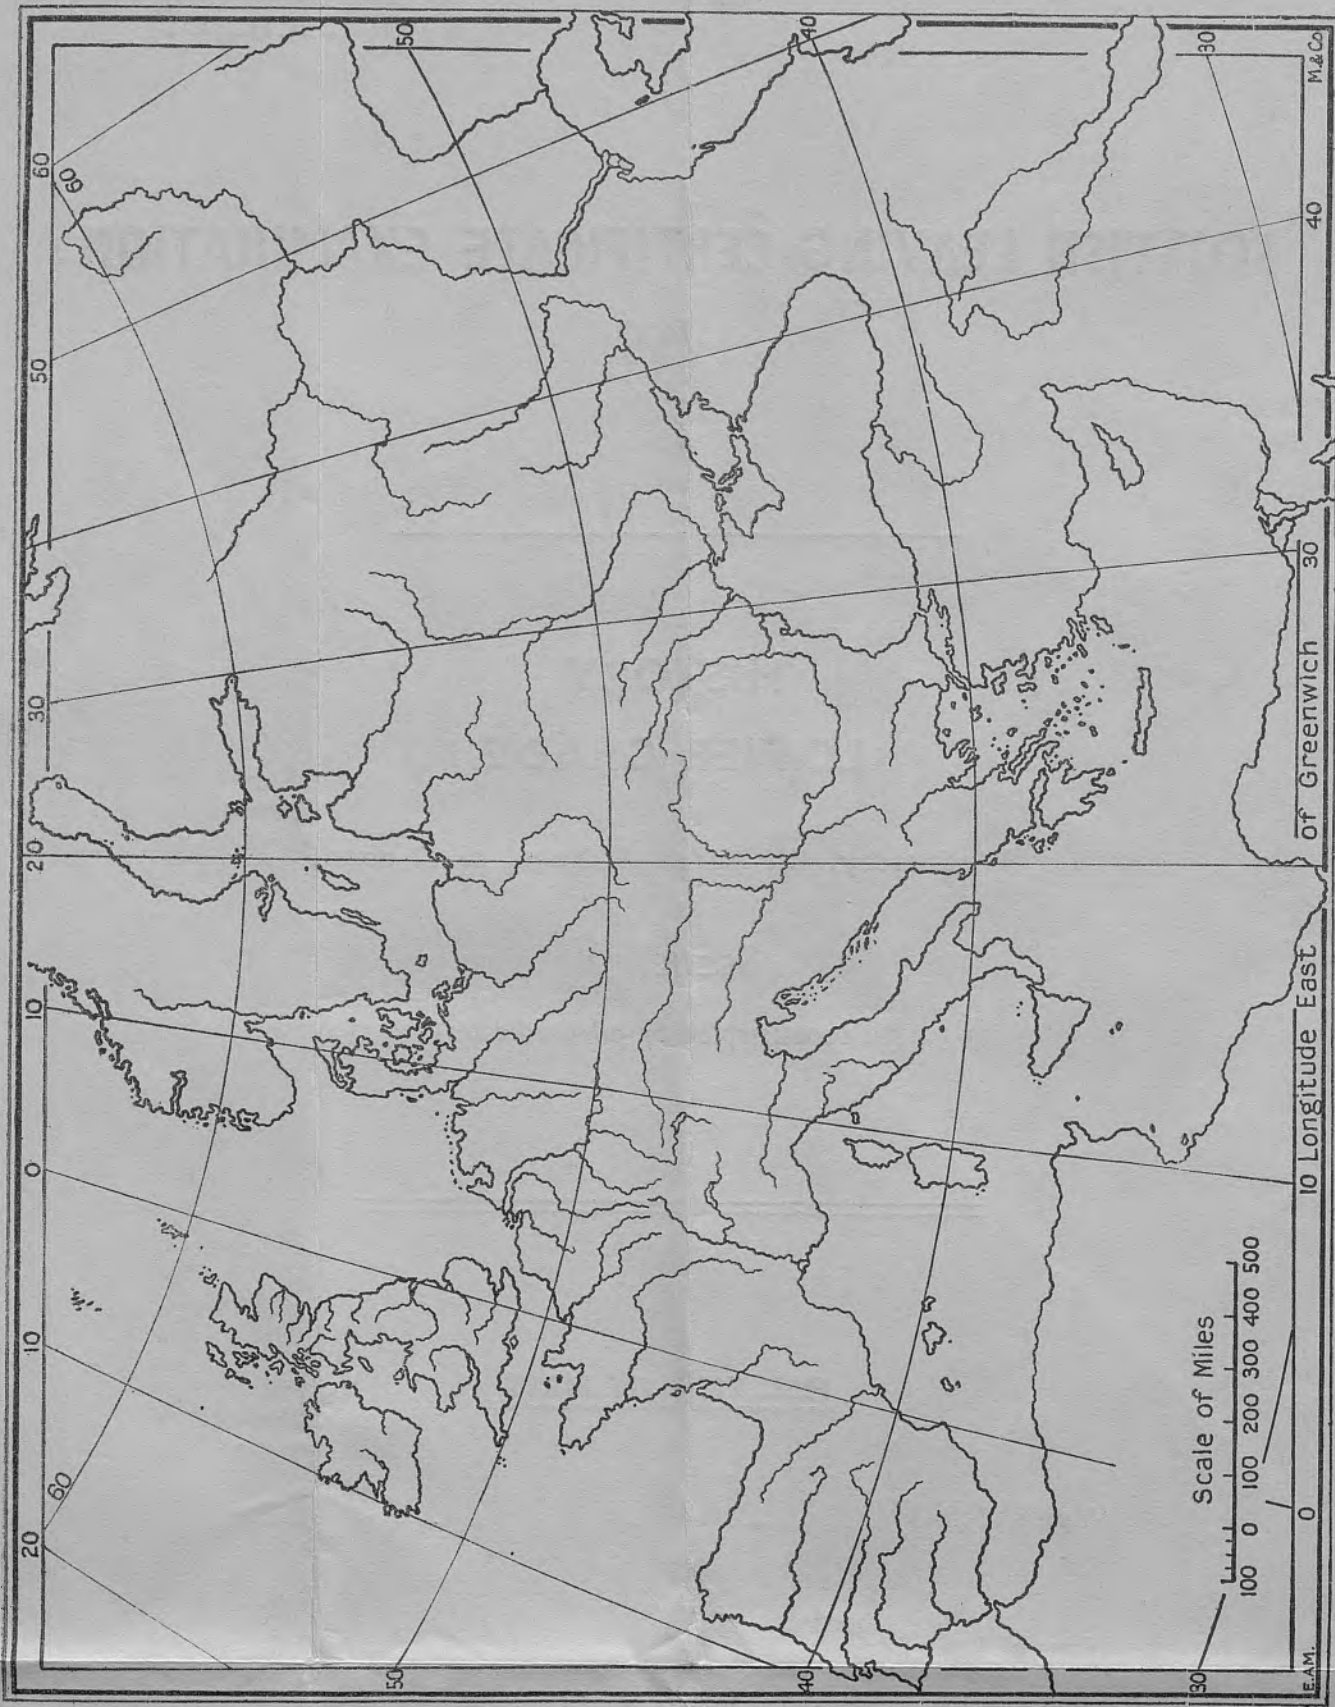 20 10 0 10 20 30 50 60
60 60
50 50
40 40
Scale of Miles
100 0 100 200 300 400 500
30 30
0 10 Longitude East of Greenwich 30 40
E.A.M. M.&Co